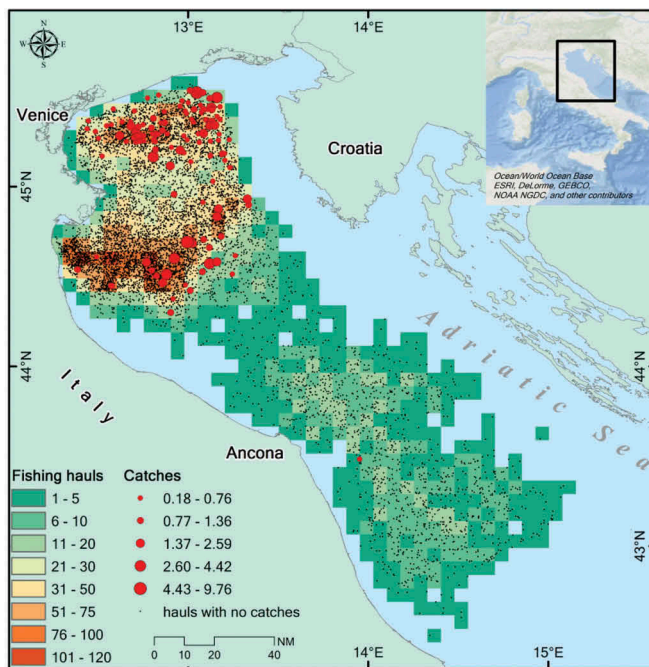 13°E
14°E
N
W
E
S
Venice
Croatia
Ocean/World Ocean Base
ESRI, DeLorme, GEBCO,
NOAA NGDC, and other contributors
45°N
44°N
44°N
Adriatic Sea
Italy
Ancona
43°N
Fishing hauls
1 - 5
6 - 10
11 - 20
21 - 30
31 - 50
51 - 75
76 - 100
101 - 120
Catches
0.18 - 0.76
0.77 - 1.36
1.37 - 2.59
2.60 - 4.42
4.43 - 9.76
hauls with no catches
0 10 20 40
NM
14°E
15°E